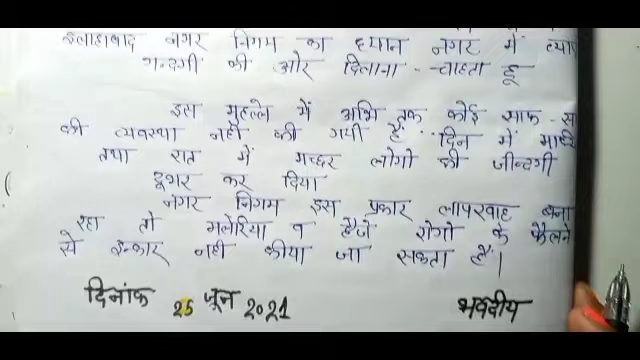 इलाहाबाद नगर निगम का ध्यान नगर में
गन्दगी की ओर दिलाना चाहता हू
इस मुहल्ले में अभि तक कोई साफ - स
की व्यवस्था नहीं की गयी है दिन में
तथा रात में मच्छर लोगो की जीन्दगी
दूभर कर दिया
नगर निगम इस प्रकार लापरवाह बना
रहा तो मलेरिया व हैजे रोगो के फैलने
से इन्कार नही कीया जा सकता है।
दिनांक 25 जून 2021 भवदीय